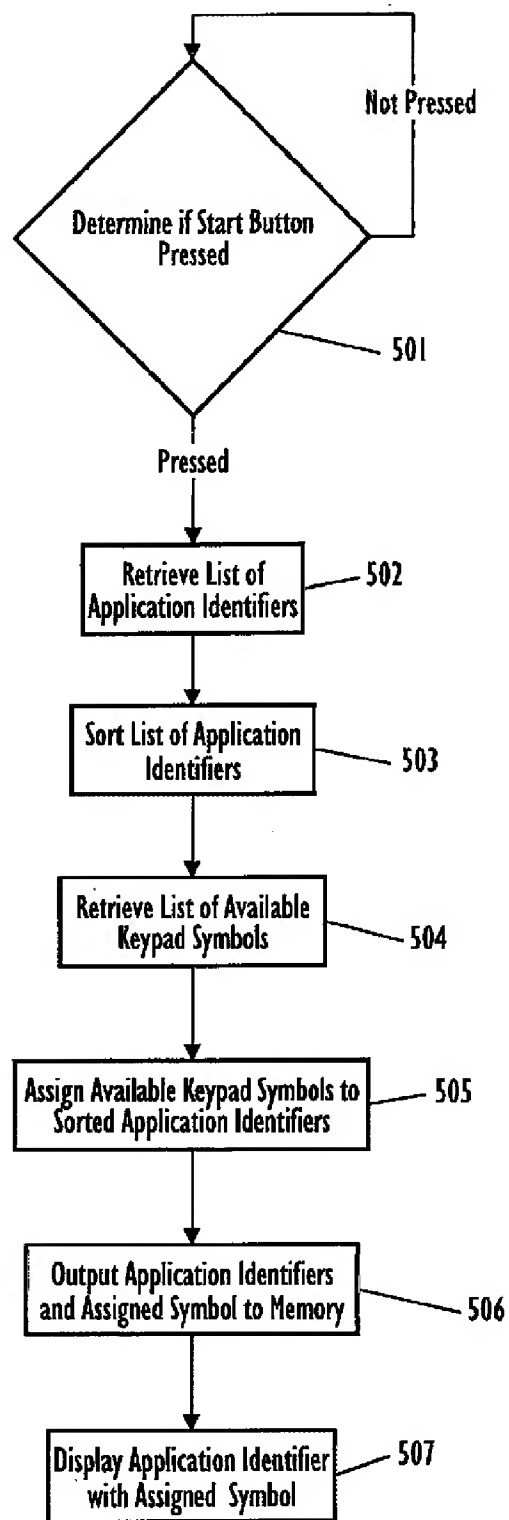 Not Pressed
Determine if Start Button
Pressed
501
Pressed
Retrieve List of
Application Identifiers
502
Sort List of Application
Identifiers
503
Retrieve List of Available
Keypad Symbols
504
Assign Available Keypad Symbols to
Sorted Application Identifiers
505
Output Application Identifiers
and Assigned Symbol to Memory
506
Display Application Identifier
with Assigned Symbol
507